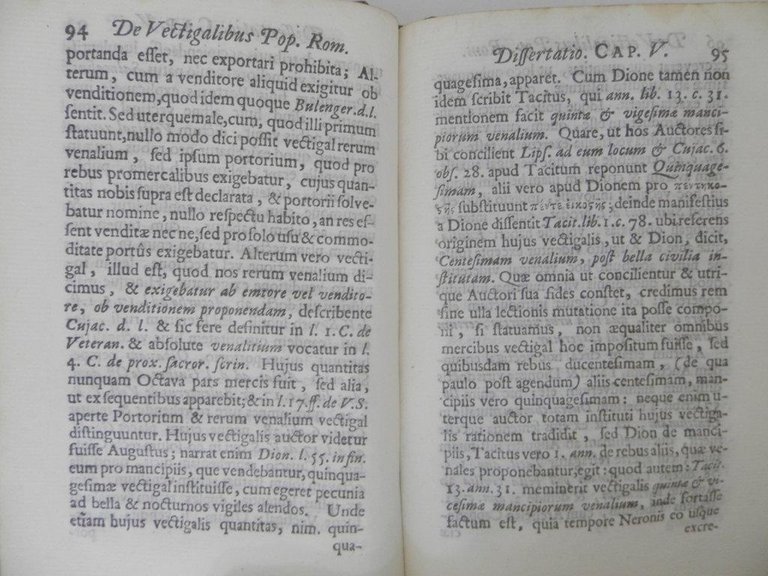 94 De Vectigalibus Pop. Rom.
portanda esset, nec exportari prohibita; Al-
terum, cum a venditore aliquid exigitur ob
venditionem, quod idem quoque Bulenger. d. l.
sentit. Sed uterque male, cum, quod illi primum
statuunt, nullo modo dici possit vectigal rerum
venalium, sed ipsum portorium, quod pro
rebus promercalibus exigebatur, cujus quan-
titas nobis supra est declarata, & portorii solve-
batur nomine, nullo respectu habito, an res es-
sent venditæ nec ne, sed pro solo usu & commo-
ditate portûs exigebatur. Alterum vero vecti-
gal, illud est, quod nos rerum venalium di-
cimus, & exigebatur ab emtore vel vendito-
re, ob venditionem proponendam, describente
Cujac. d. l. & sic fere definitur in l. 1. C. de
Veteran. & absolute venalitium vocatur in l.
4. C. de prox. sacror. scrin. Hujus quantitas
nunquam Octava pars mercis fuit, sed alia,
ut ex sequentibus apparebit; & in l. 17. ff. de V.S.
aperte Portorium & rerum venalium vectigal
distinguuntur. Hujus vectigalis auctor videtur
fuisse Augustus; narrat enim Dion. l. 55. in fin.
eum pro mancipiis, que vendebantur, quinqua-
gesimæ vectigal instituisse, cum egeret pecunia
ad bella & nocturnos vigiles alendos. Unde
etiam hujus vectigalis quantitas, nim. quin-
qua-
Dissertatio. CAP. V. 95
quagesima, apparet. Cum Dione tamen non
idem scribit Tacitus, qui ann. lib. 13. c. 31
mentionem facit quintæ & vigesimæ manci-
piorum venalium. Quare, ut hos Auctores si-
bi concilient Lips. ad eum locum & Cujac. 6.
obs. 28. apud Tacitum reponunt Quinquage-
simam, alii vero apud Dionem pro πεντηκο-
ςῆς substituunt πέντε εἰκοςῆς; deinde manifestius
a Dione dissentit Tacit. lib. 1. c. 78. ubi referens
originem hujus vectigalis, ut & Dion, dicit,
Centesimam venalium, post bella civilia in-
stitutam. Quæ omnia ut concilientur & utri-
que Auctori sua fides constet, credimus rem
sine ulla lectionis mutatione ita posse compo-
ni, si statuamus, non æqualiter omnibus
mercibus vectigal hoc impositum fuisse, sed
quibusdam rebus ducentesimam, (de qua
paulo post agendum) aliis centesimam, man-
cipiis vero quinquagesimam: neque enim u-
terque auctor totam instituti hujus vectiga-
lis rationem tradidit, sed Dion de manci-
piis, Tacitus vero 1. ann. de rebus aliis, quæ ve-
nales proponebantur, egit: quod autem: Tacit.
13. ann. 31. meminerit vectigalis quintæ & vi-
cesimæ mancipiorum venalium, inde fortasse
factum est, quia tempore Neronis eo usque
excre-